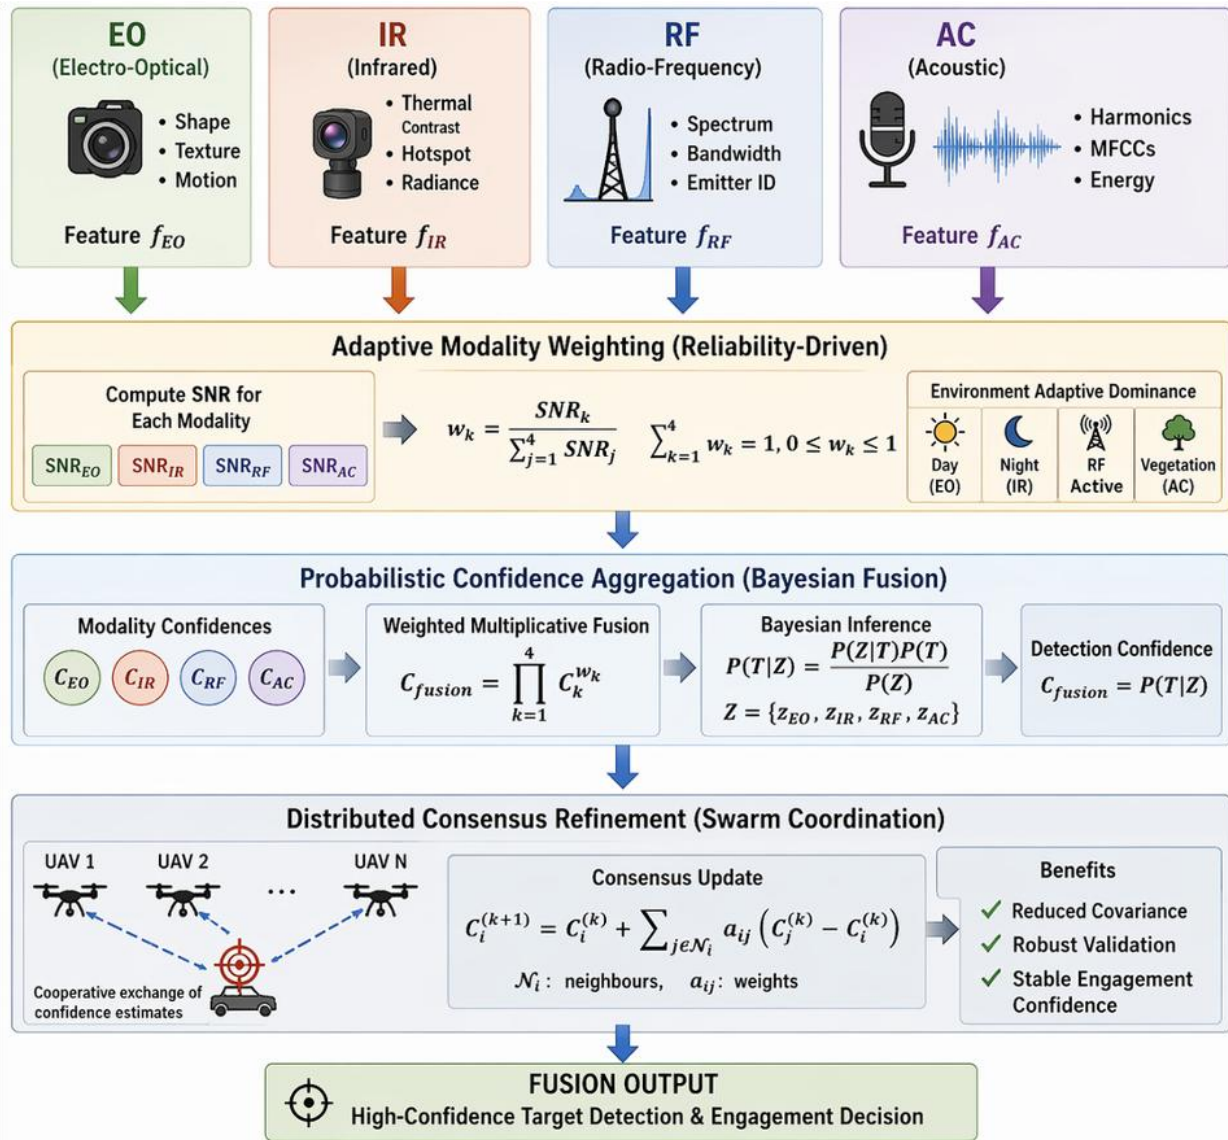 EO
(Electro-Optical)
• Shape
• Texture
• Motion
Feature f_EO
IR
(Infrared)
• Thermal
Contrast
• Hotspot
• Radiance
Feature f_IR
RF
(Radio-Frequency)
• Spectrum
• Bandwidth
• Emitter ID
Feature f_RF
AC
(Acoustic)
• Harmonics
• MFCCs
• Energy
Feature f_AC
Adaptive Modality Weighting (Reliability-Driven)
Compute SNR for
Each Modality
SNR_EO SNR_IR SNR_RF SNR_AC
w_k = SNR_k / ∑_{j=1}^{4} SNR_j    ∑_{k=1}^{4} w_k = 1, 0 ≤ w_k ≤ 1
Environment Adaptive Dominance
Day
(EO)
Night
(IR)
RF
Active
Vegetation
(AC)
Probabilistic Confidence Aggregation (Bayesian Fusion)
Modality Confidences
C_EO C_IR C_RF C_AC
Weighted Multiplicative Fusion
C_fusion = ∏_{k=1}^{4} C_k^{w_k}
Bayesian Inference
P(T|Z) = P(Z|T)P(T) / P(Z)
Z = {z_EO, z_IR, z_RF, z_AC}
Detection Confidence
C_fusion = P(T|Z)
Distributed Consensus Refinement (Swarm Coordination)
UAV 1 UAV 2 ... UAV N
Cooperative exchange of
confidence estimates
Consensus Update
C_i^{(k+1)} = C_i^{(k)} + ∑_{jϵN_i} a_ij (C_j^{(k)} − C_i^{(k)})
N_i : neighbours, a_ij: weights
Benefits
✓ Reduced Covariance
✓ Robust Validation
✓ Stable Engagement
Confidence
FUSION OUTPUT
High-Confidence Target Detection & Engagement Decision